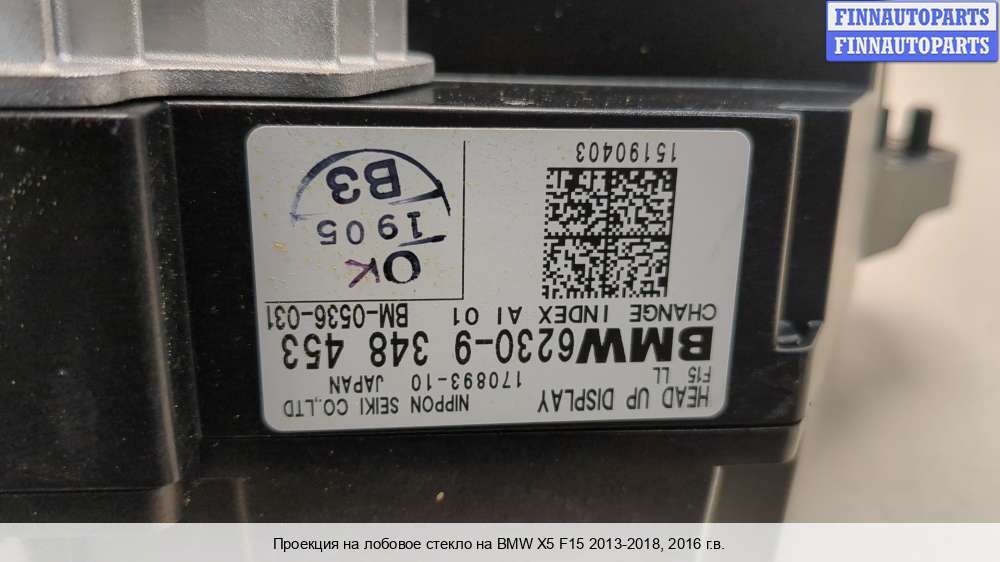 FINNAUTOPARTS
FINNAUTOPARTS
HEAD UP DISPLAY NIPPON SEIKI CO.,LTD
F15 LL 170893-10 JAPAN
BMW6230-9 348 453
CHANGE INDEX AI 01 BM-0536-031
15190403
OK
1905
B3
Проекция на лобовое стекло на BMW X5 F15 2013-2018, 2016 г.в.